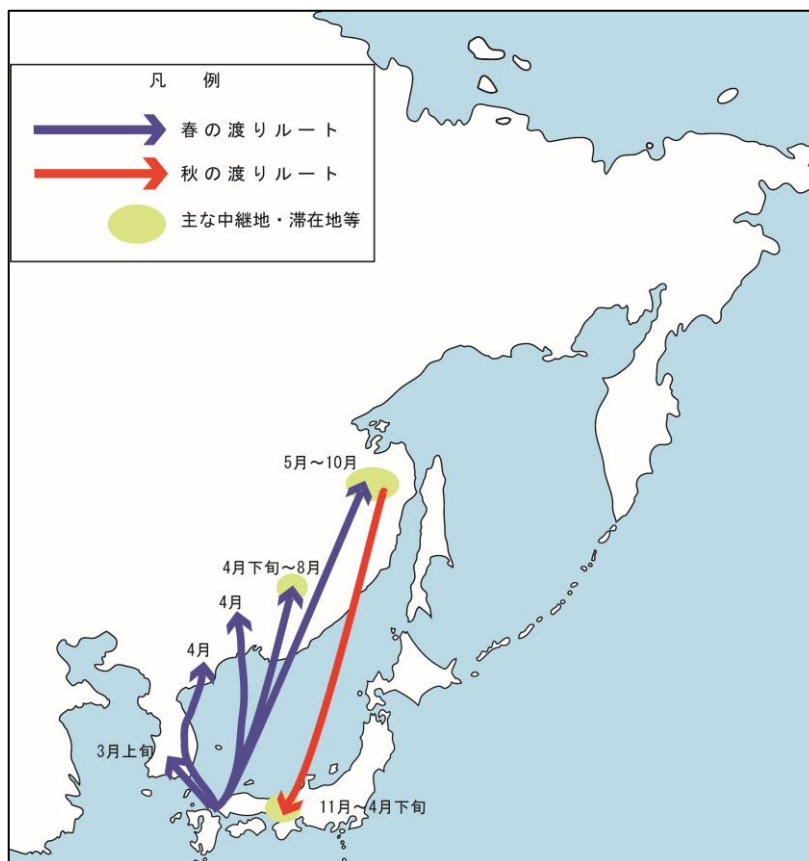 凡例
春の渡りルート
秋の渡りルート
主な中継地・滞在地等
5月～10月
4月下旬～8月
4月
4月
3月上旬
11月～4月下旬